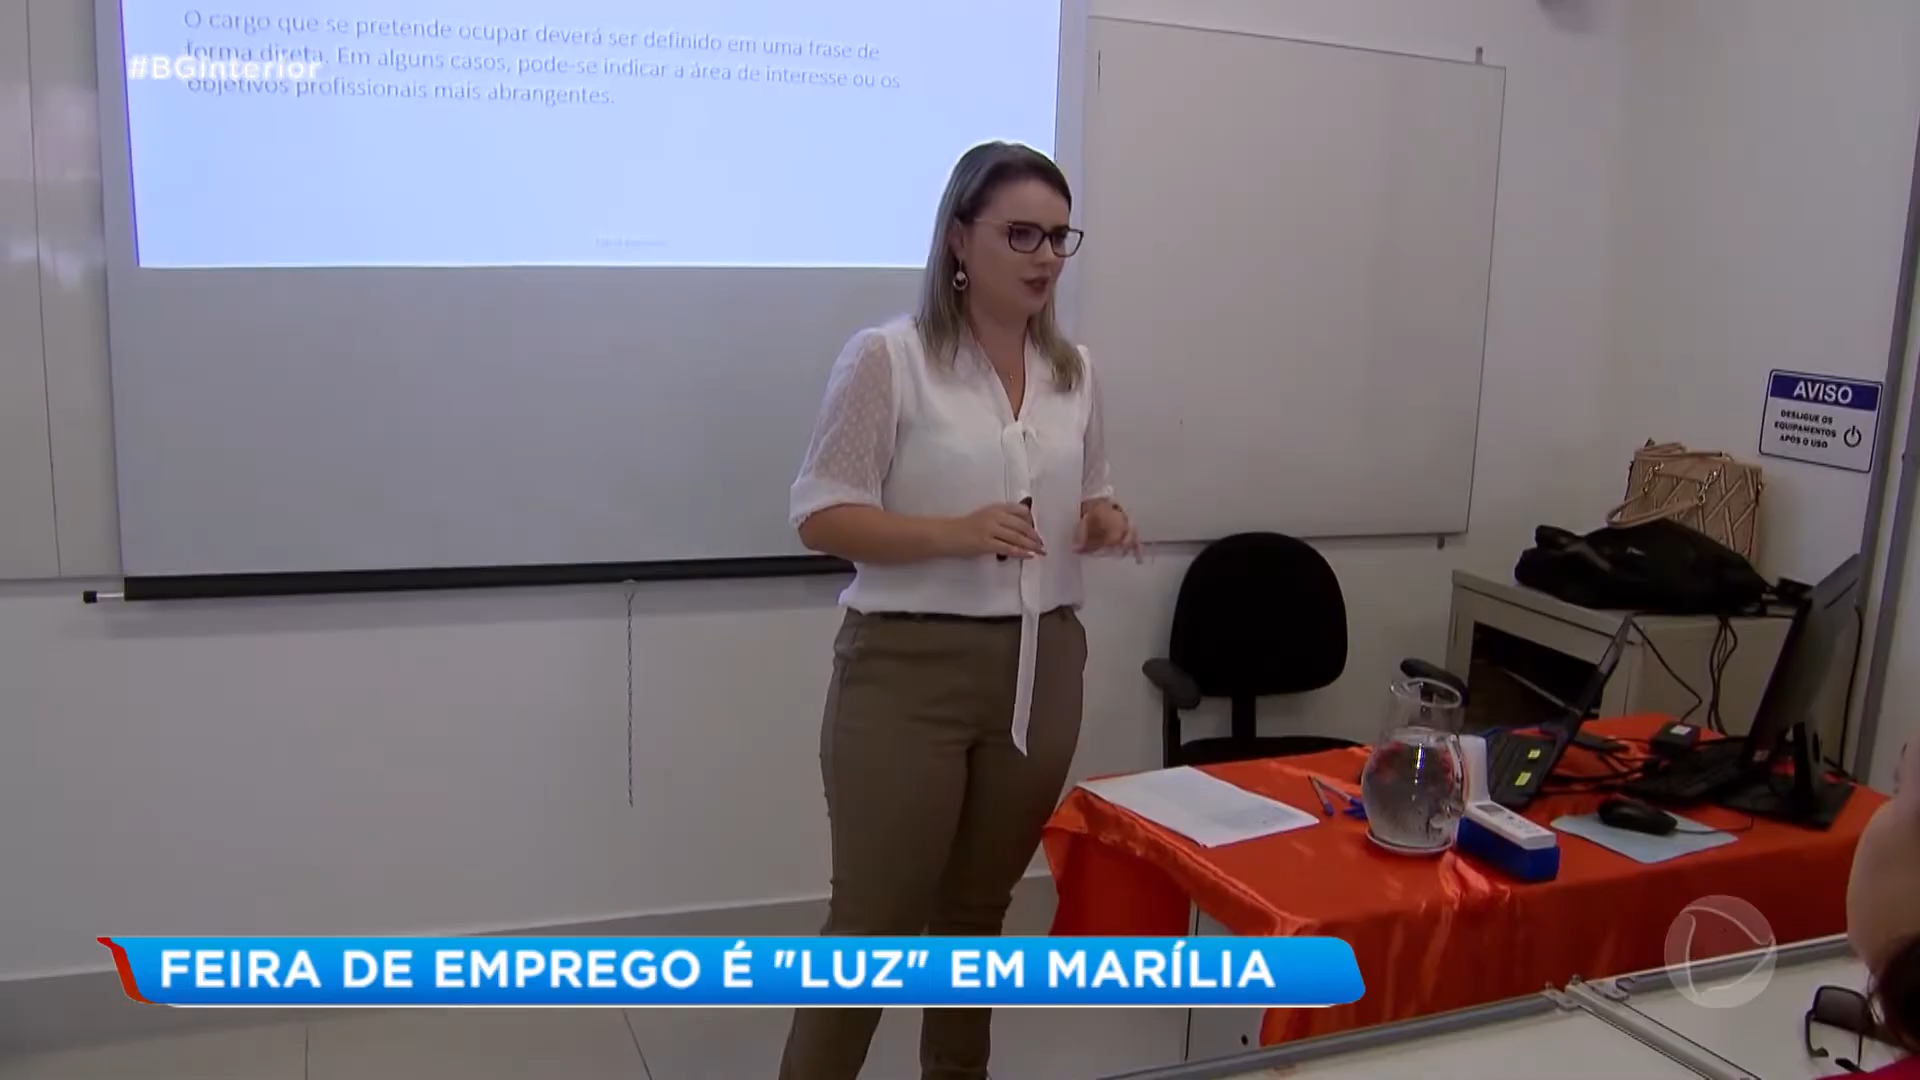 O cargo que se pretende ocupar deverá ser definido em uma frase de
forma direta. Em alguns casos, pode-se indicar a área de interesse ou os
objetivos profissionais mais abrangentes.
#BGInterior
AVISO
DESLIGUE OS
EQUIPAMENTOS
APÓS O USO
FEIRA DE EMPREGO É "LUZ" EM MARÍLIA